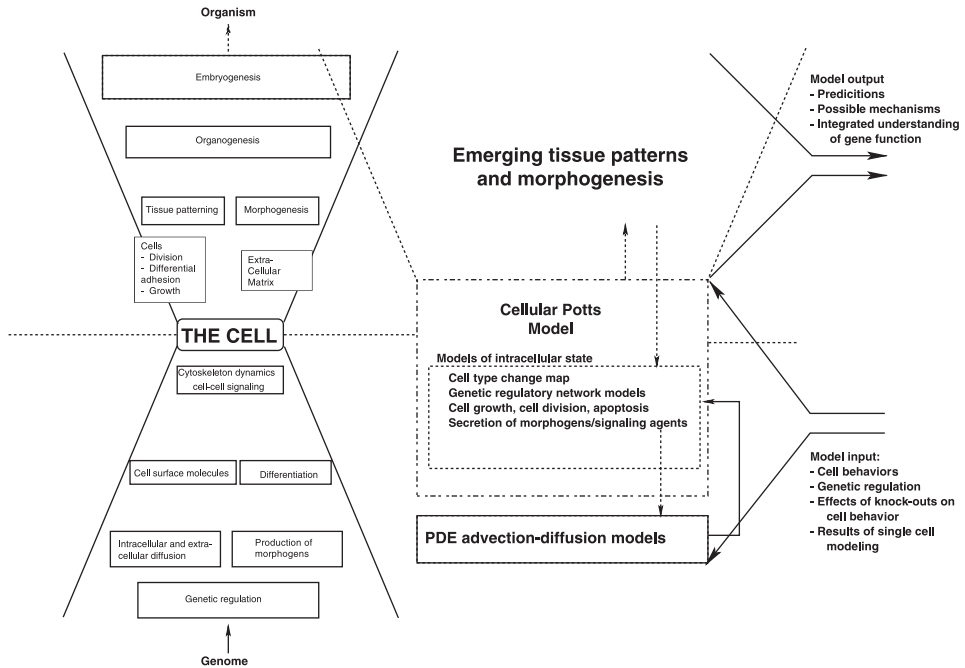 Organism
Embryogenesis
Organogenesis
Tissue patterning
Morphogenesis
Cells
- Division
- Differential
adhesion
- Growth
Extra-
Cellular
Matrix
THE CELL
Cytoskeleton dynamics
cell-cell signaling
Cell surface molecules
Differentiation
Intracellular and extra-
cellular diffusion
Production of
morphogens
Genetic regulation
Genome
Emerging tissue patterns
and morphogenesis
Cellular Potts
Model
Models of intracellular state
Cell type change map
Genetic regulatory network models
Cell growth, cell division, apoptosis
Secretion of morphogens/signaling agents
PDE advection-diffusion models
Model output
- Predicitions
- Possible mechanisms
- Integrated understanding
of gene function
Model input:
- Cell behaviors
- Genetic regulation
- Effects of knock-outs on
cell behavior
- Results of single cell
modeling